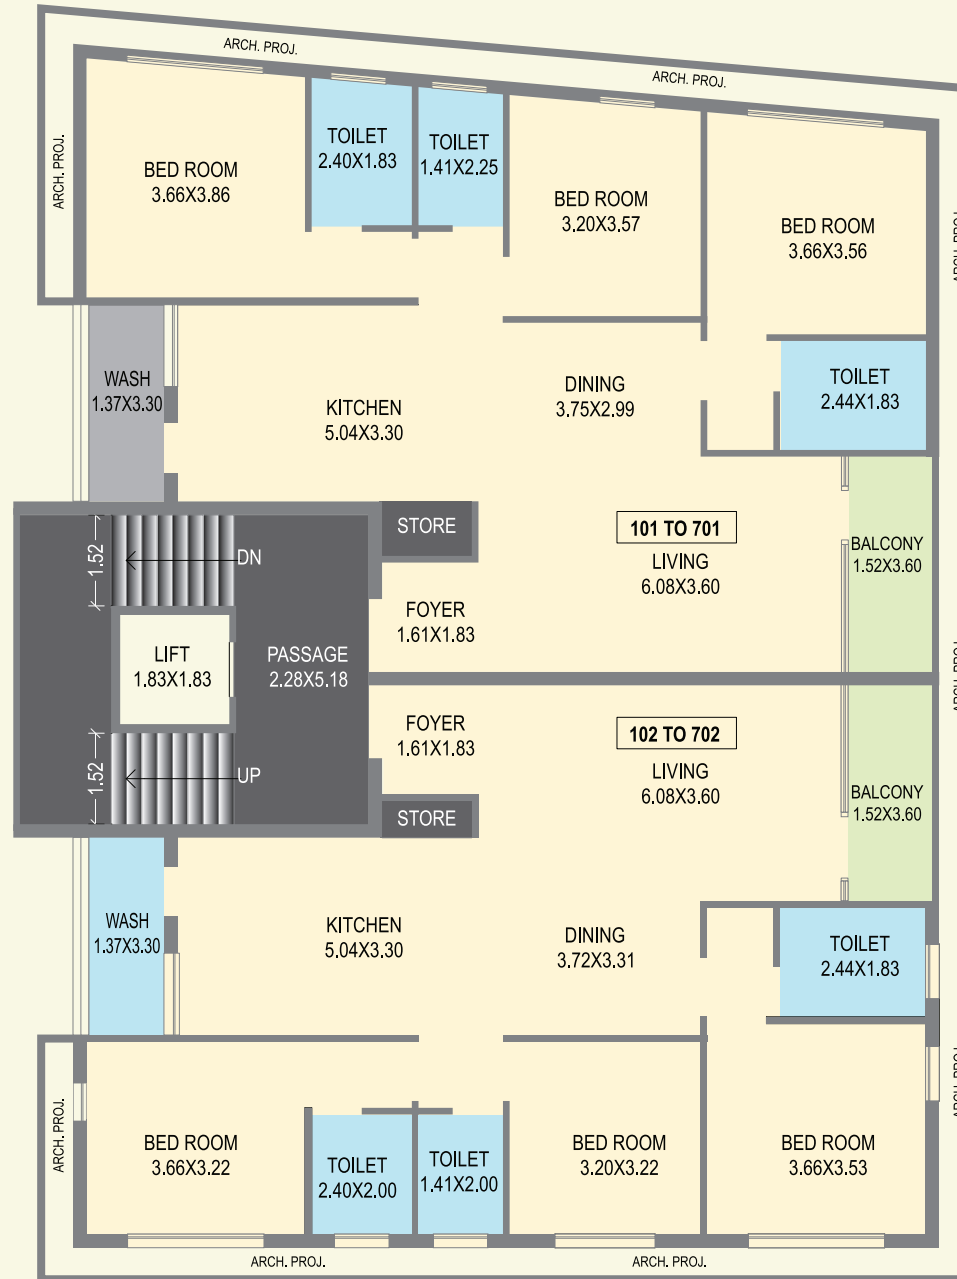 ARCH. PROJ.
ARCH. PROJ.
ARCH. PROJ.
BED ROOM
3.66X3.86
TOILET
2.40X1.83
TOILET
1.41X2.25
BED ROOM
3.20X3.57
BED ROOM
3.66X3.56
ARCH. PROJ.
WASH
1.37X3.30
KITCHEN
5.04X3.30
DINING
3.75X2.99
TOILET
2.44X1.83
STORE
101 TO 701
LIVING
6.08X3.60
BALCONY
1.52X3.60
1.52
DN
FOYER
1.61X1.83
LIFT
1.83X1.83
PASSAGE
2.28X5.18
ARCH. PROJ.
FOYER
1.61X1.83
102 TO 702
LIVING
6.08X3.60
BALCONY
1.52X3.60
1.52
UP
STORE
WASH
1.37X3.30
KITCHEN
5.04X3.30
DINING
3.72X3.31
TOILET
2.44X1.83
ARCH. PROJ.
ARCH. PROJ.
BED ROOM
3.66X3.22
TOILET
2.40X2.00
TOILET
1.41X2.00
BED ROOM
3.20X3.22
BED ROOM
3.66X3.53
ARCH. PROJ.
ARCH. PROJ.